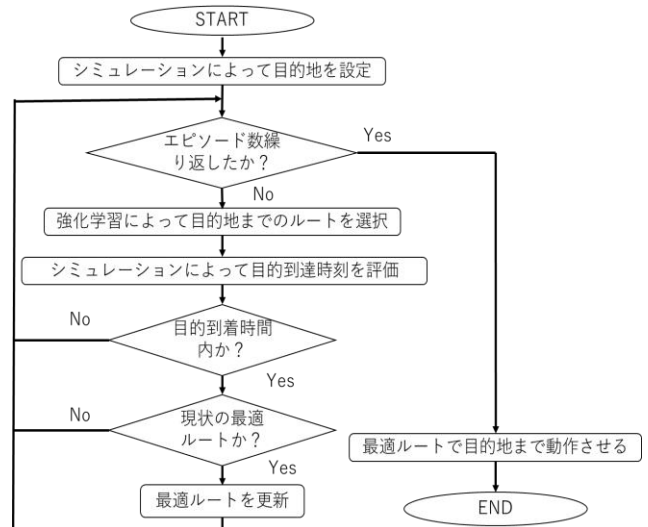 START
シミュレーションによって目的地を設定
エピソード数繰
り返したか？
Yes
No
強化学習によって目的地までのルートを選択
シミュレーションによって目的到達時刻を評価
No
目的到着時間
内か？
Yes
No
現状の最適
ルートか？
Yes
最適ルートを更新
最適ルートで目的地まで動作させる
END